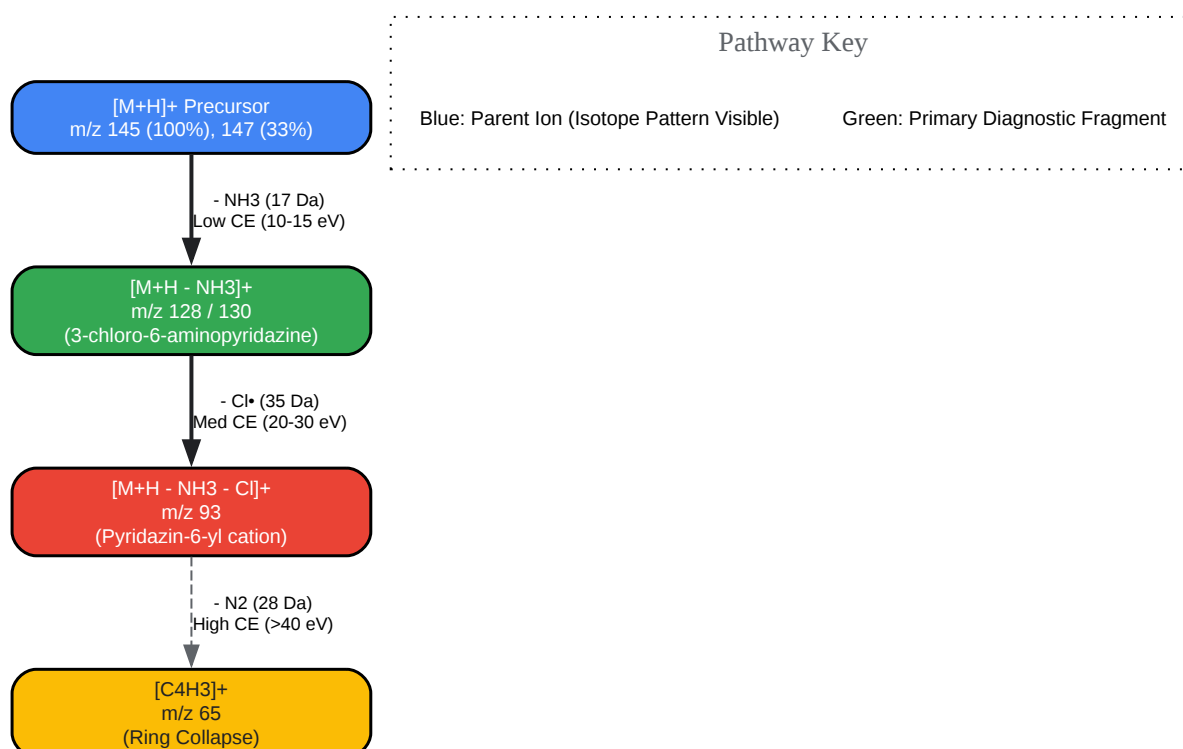 Pathway Key
Blue: Parent Ion (Isotope Pattern Visible)
Green: Primary Diagnostic Fragment
[M+H]+ Precursor
m/z 145 (100%), 147 (33%)
- NH3 (17 Da)
Low CE (10-15 eV)
[M+H - NH3]+
m/z 128 / 130
(3-chloro-6-aminopyridazine)
- Cl• (35 Da)
Med CE (20-30 eV)
[M+H - NH3 - Cl]+
m/z 93
(Pyridazin-6-yl cation)
- N2 (28 Da)
High CE (>40 eV)
[C4H3]+
m/z 65
(Ring Collapse)